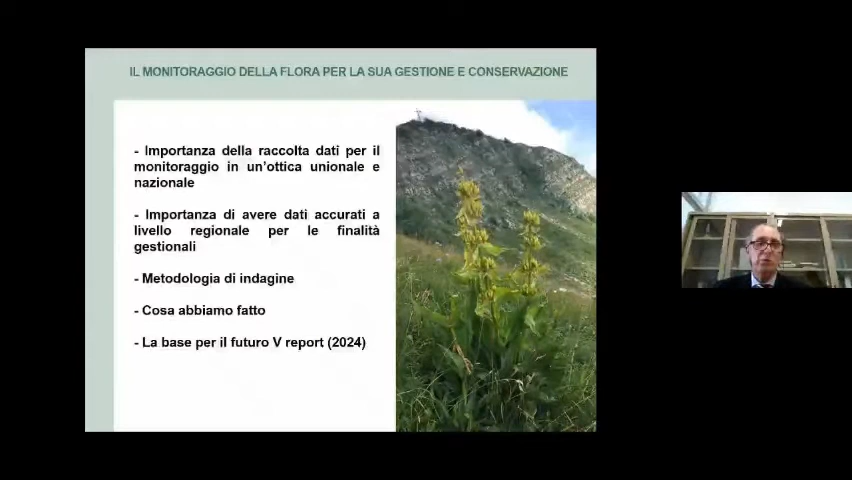 IL MONITORAGGIO DELLA FLORA PER LA SUA GESTIONE E CONSERVAZIONE
- Importanza della raccolta dati per il
monitoraggio in un'ottica unionale e
nazionale
- Importanza di avere dati accurati a
livello regionale per le finalità
gestionali
- Metodologia di indagine
- Cosa abbiamo fatto
- La base per il futuro V report (2024)